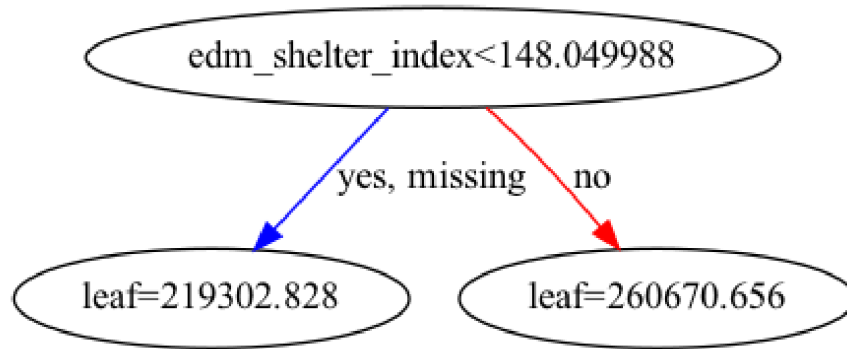 edm_shelter_index<148.049988
yes, missing
no
leaf=219302.828
leaf=260670.656